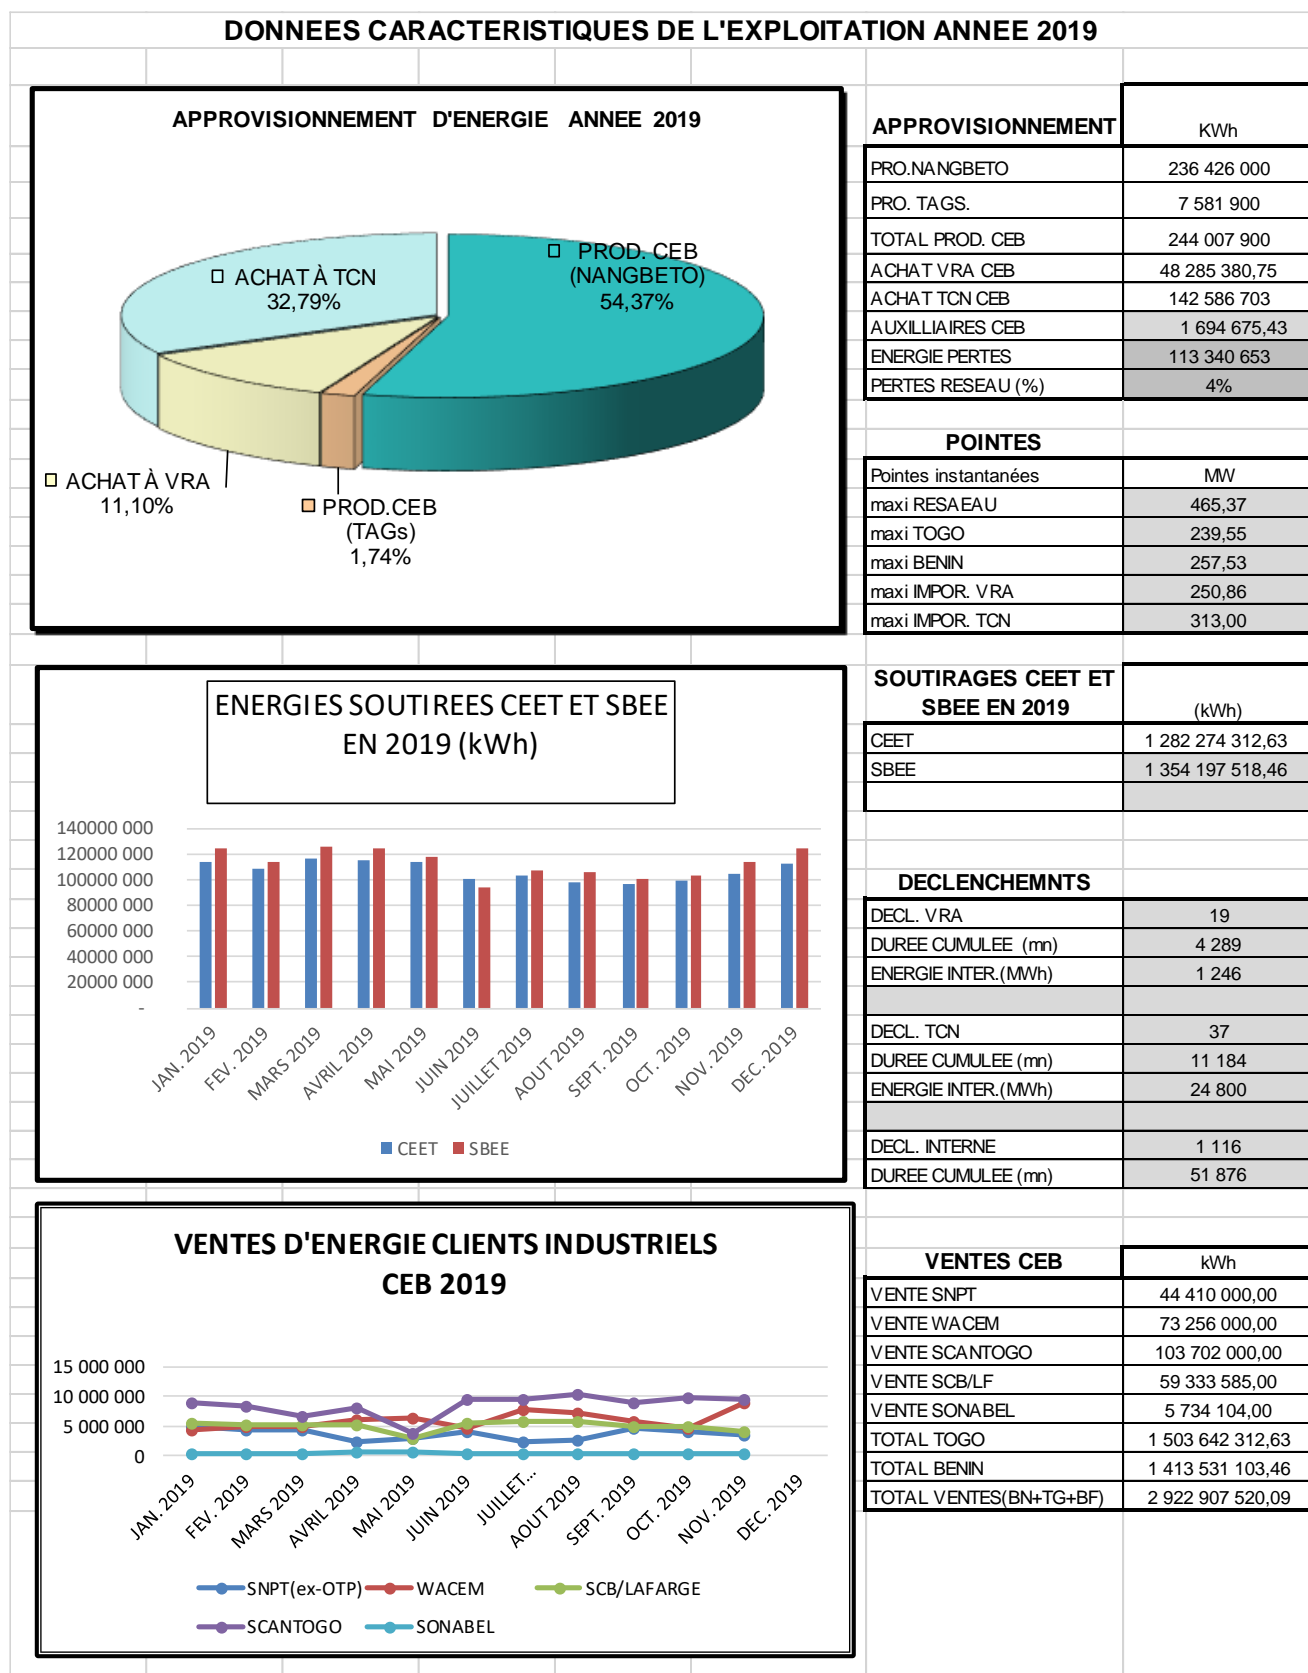 DONNEES CARACTERISTIQUES DE L'EXPLOITATION ANNEE 2019
APPROVISIONNEMENT D'ENERGIE ANNEE 2019
PROD. CEB
(NANGBETO)
54,37%
ACHAT À TCN
32,79%
ACHAT À VRA
11,10%
PROD.CEB
(TAGs)
1,74%
APPROVISIONNEMENT KWh
PRO.NANGBETO 236 426 000
PRO. TAGS. 7 581 900
TOTAL PROD. CEB 244 007 900
ACHAT VRA CEB 48 285 380,75
ACHAT TCN CEB 142 586 703
AUXILLIAIRES CEB 1 694 675,43
ENERGIE PERTES 113 340 653
PERTES RESEAU (%) 4%
POINTES
Pointes instantanées MW
maxi RESAEAU 465,37
maxi TOGO 239,55
maxi BENIN 257,53
maxi IMPOR. VRA 250,86
maxi IMPOR. TCN 313,00
ENERGIES SOUTIREES CEET ET SBEE
EN 2019 (kWh)
140000 000
120000 000
100000 000
80000 000
60000 000
40000 000
20000 000
-
JAN. 2019
FEV. 2019
MARS 2019
AVRIL 2019
MAI 2019
JUIN 2019
JUILLET 2019
AOUT 2019
SEPT. 2019
OCT. 2019
NOV. 2019
DEC. 2019
CEET SBEE
SOUTIRAGES CEET ET
SBEE EN 2019 (kWh)
CEET 1 282 274 312,63
SBEE 1 354 197 518,46
DECLENCHEMNTS
DECL. VRA 19
DUREE CUMULEE (mn) 4 289
ENERGIE INTER.(MWh) 1 246
DECL. TCN 37
DUREE CUMULEE (mn) 11 184
ENERGIE INTER.(MWh) 24 800
DECL. INTERNE 1 116
DUREE CUMULEE (mn) 51 876
VENTES D'ENERGIE CLIENTS INDUSTRIELS
CEB 2019
15 000 000
10 000 000
5 000 000
0
JAN. 2019
FEV. 2019
MARS 2019
AVRIL 2019
MAI 2019
JUIN 2019
JUILLET...
AOUT 2019
SEPT. 2019
OCT. 2019
NOV. 2019
DEC. 2019
SNPT(ex-OTP) WACEM SCB/LAFARGE
SCANTOGO SONABEL
VENTES CEB kWh
VENTE SNPT 44 410 000,00
VENTE WACEM 73 256 000,00
VENTE SCANTOGO 103 702 000,00
VENTE SCB/LF 59 333 585,00
VENTE SONABEL 5 734 104,00
TOTAL TOGO 1 503 642 312,63
TOTAL BENIN 1 413 531 103,46
TOTAL VENTES(BN+TG+BF) 2 922 907 520,09